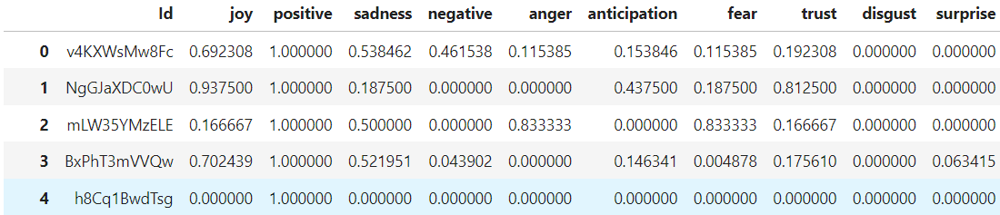 Id joy positive sadness negative anger anticipation fear trust disgust surprise
0 v4KXWsMw8Fc 0.692308 1.000000 0.538462 0.461538 0.115385 0.153846 0.115385 0.192308 0.000000 0.000000
1 NgGJaXDC0wU 0.937500 1.000000 0.187500 0.000000 0.000000 0.437500 0.187500 0.812500 0.000000 0.000000
2 mLW35YMzELE 0.166667 1.000000 0.500000 0.000000 0.833333 0.000000 0.833333 0.166667 0.000000 0.000000
3 BxPhT3mVVQw 0.702439 1.000000 0.521951 0.043902 0.000000 0.146341 0.004878 0.175610 0.000000 0.063415
4 h8Cq1BwdTsg 0.000000 1.000000 0.000000 0.000000 0.000000 0.000000 0.000000 0.000000 0.000000 0.000000